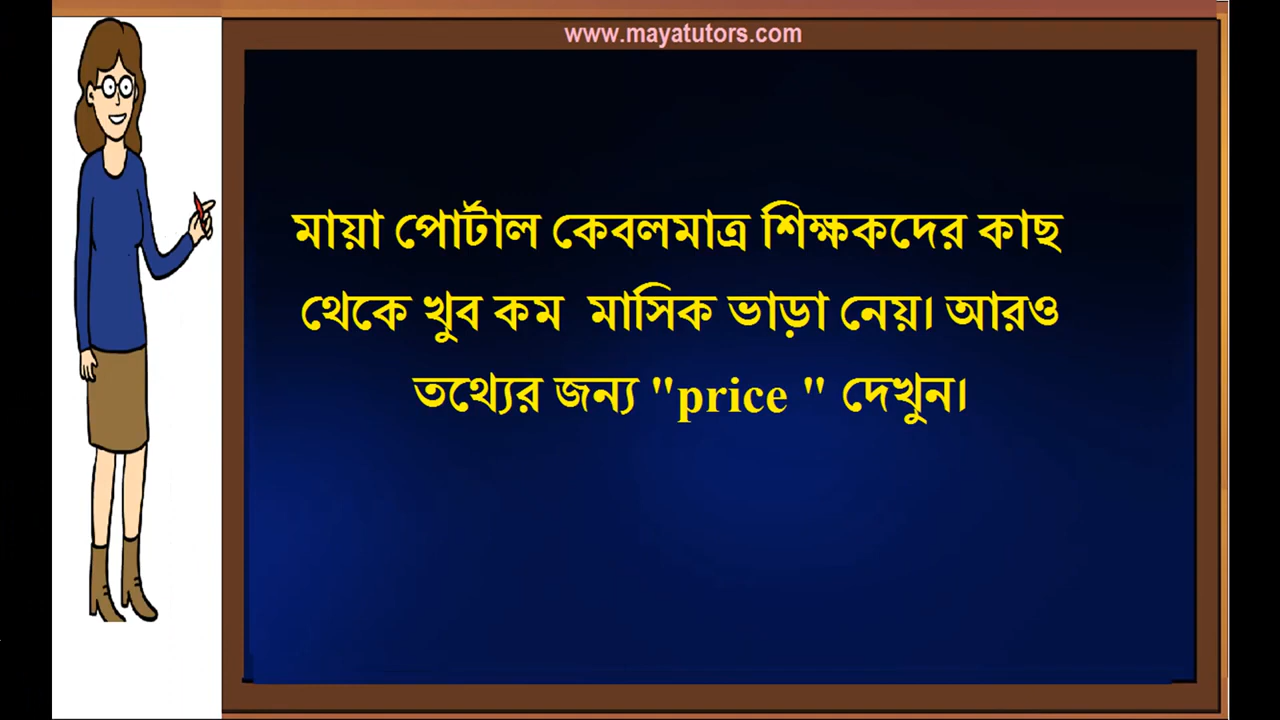 www.mayatutors.com
মায়া পোর্টাল কেবলমাত্র শিক্ষকদের কাছ
থেকে খুব কম মাসিক ভাড়া নেয়। আরও
তথ্যের জন্য "price " দেখুন।